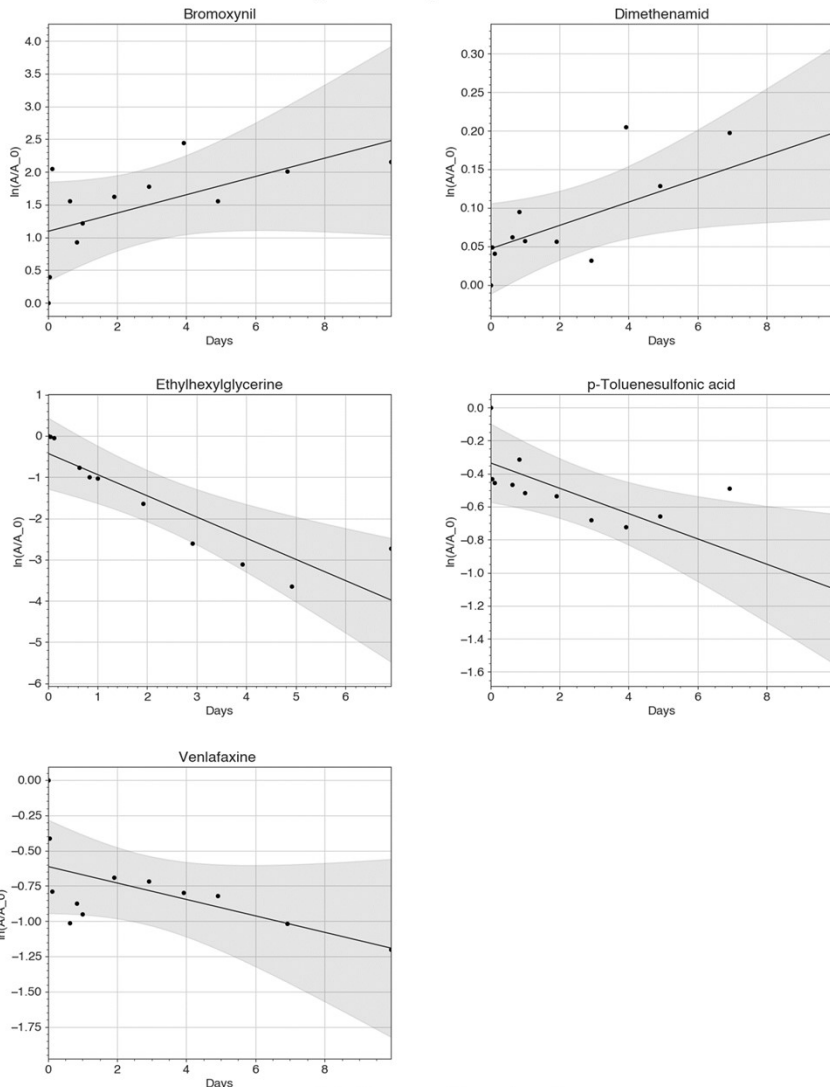 Bromoxynil
4.0
3.5
3.0
2.5
2.0
1.5
1.0
0.5
0.0
ln(A/A_0)
0 2 4 6 8
Days
Dimethenamid
0.30
0.25
0.20
0.15
0.10
0.05
0.00
ln(A/A_0)
0 2 4 6 8
Days
Ethylhexylglycerine
1
0
−1
−2
−3
−4
−5
−6
ln(A/A_0)
0 1 2 3 4 5 6
Days
p-Toluenesulfonic acid
0.0
−0.2
−0.4
−0.6
−0.8
−1.0
−1.2
−1.4
−1.6
ln(A/A_0)
0 2 4 6 8
Days
Venlafaxine
0.00
−0.25
−0.50
−0.75
−1.00
−1.25
−1.50
−1.75
ln(A/A_0)
0 2 4 6 8
Days